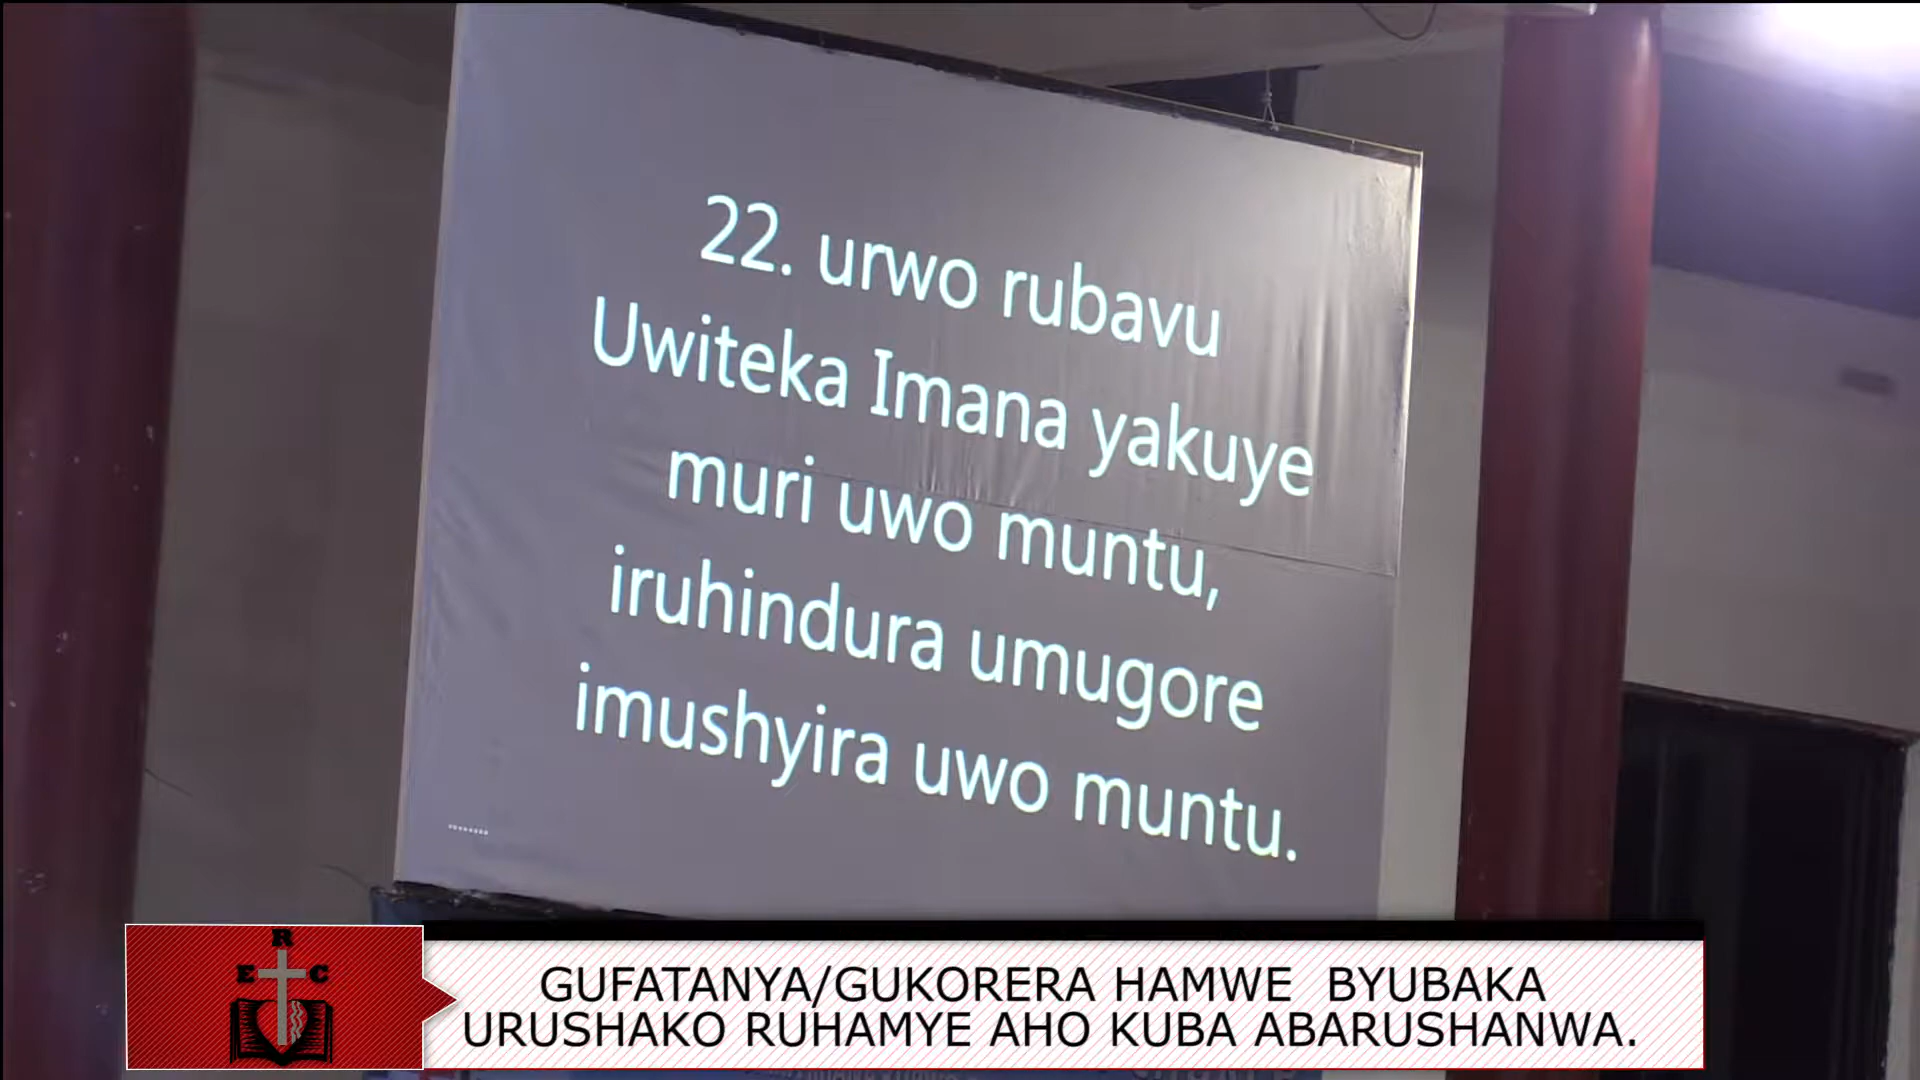 22. urwo rubavu
Uwiteka Imana yakuye
muri uwo muntu,
iruhindura umugore
imushyira uwo muntu.
R
E C
GUFATANYA/GUKORERA HAMWE BYUBAKA
URUSHAKO RUHAMYE AHO KUBA ABARUSHANWA.